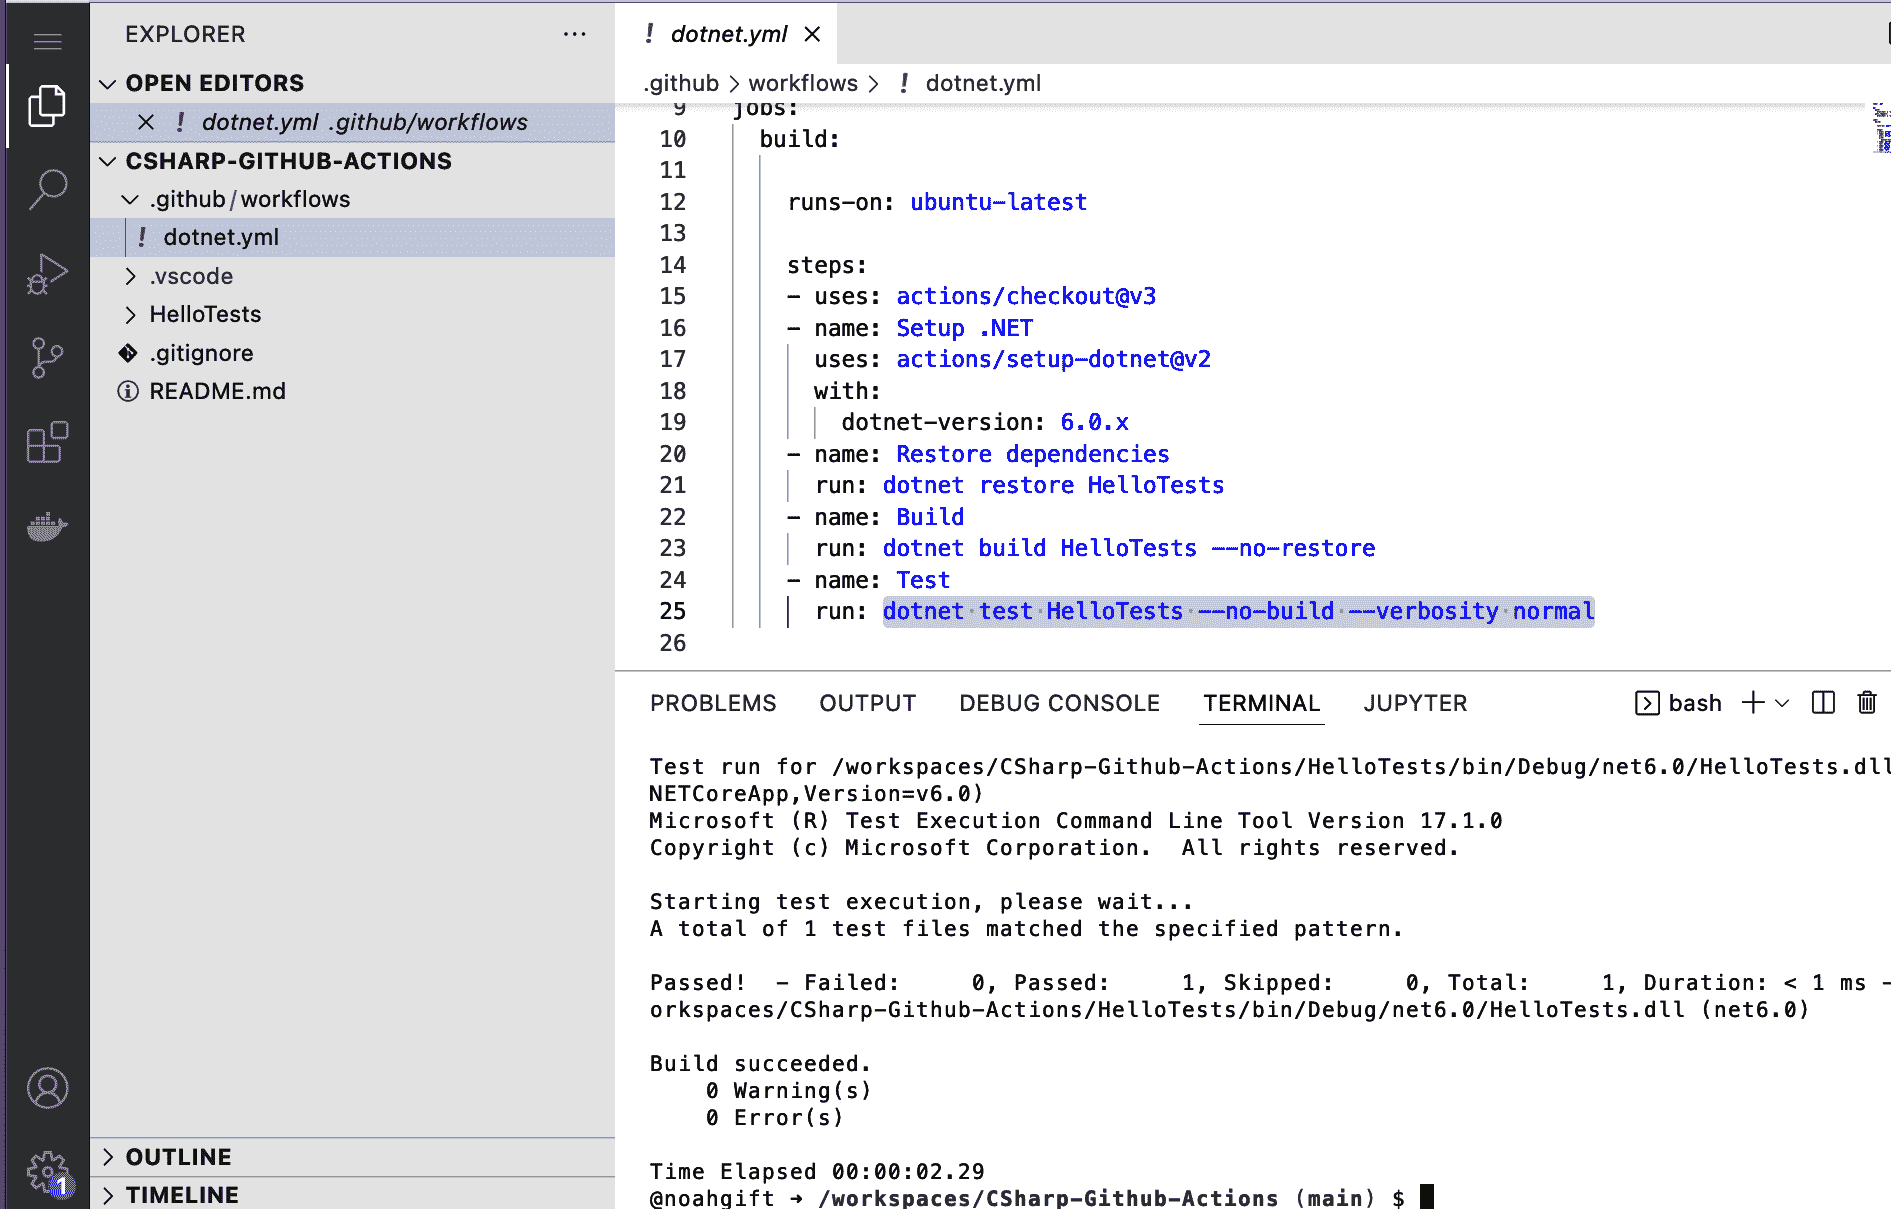 EXPLORER
OPEN EDITORS
dotnet.yml .github/workflows
CSHARP-GITHUB-ACTIONS
.github/workflows
! dotnet.yml
.vscode
HelloTests
.gitignore
README.md
OUTLINE
TIMELINE
1
! dotnet.yml
.github > workflows > ! dotnet.yml
9 jobs:
10 build:
11
12 runs-on: ubuntu-latest
13
14 steps:
15 - uses: actions/checkout@v3
16 - name: Setup .NET
17 uses: actions/setup-dotnet@v2
18 with:
19 dotnet-version: 6.0.x
20 - name: Restore dependencies
21 run: dotnet restore HelloTests
22 - name: Build
23 run: dotnet build HelloTests --no-restore
24 - name: Test
25 run: dotnet test HelloTests --no-build --verbosity normal
26
PROBLEMS OUTPUT DEBUG CONSOLE TERMINAL JUPYTER bash
Test run for /workspaces/CSharp-Github-Actions/HelloTests/bin/Debug/net6.0/HelloTests.dll
NETCoreApp,Version=v6.0)
Microsoft (R) Test Execution Command Line Tool Version 17.1.0
Copyright (c) Microsoft Corporation.  All rights reserved.
Starting test execution, please wait...
A total of 1 test files matched the specified pattern.
Passed!  - Failed:     0, Passed:     1, Skipped:     0, Total:     1, Duration: < 1 ms -
orkspaces/CSharp-Github-Actions/HelloTests/bin/Debug/net6.0/HelloTests.dll (net6.0)
Build succeeded.
0 Warning(s)
0 Error(s)
Time Elapsed 00:00:02.29
@noahgift ➜ /workspaces/CSharp-Github-Actions (main) $